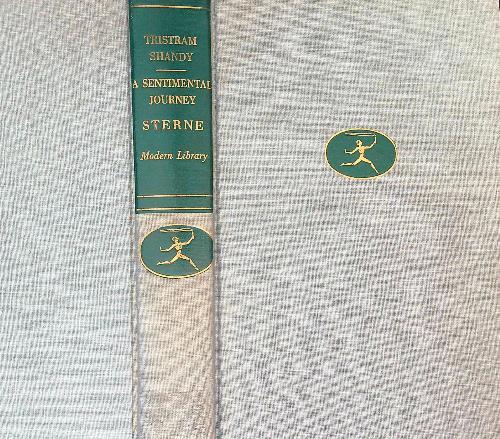 TRISTRAM
SHANDY
A SENTIMENTAL
JOURNEY
STERNE
Modern Library